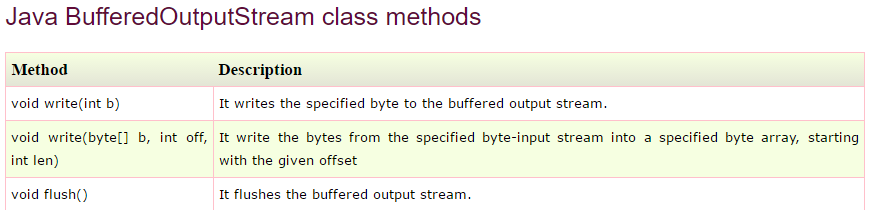 Java BufferedOutputStream class methods
Method Description
void write(int b) It writes the specified byte to the buffered output stream.
void write(byte[] b, int off, int len) It write the bytes from the specified byte-input stream into a specified byte array, starting with the given offset
void flush() It flushes the buffered output stream.